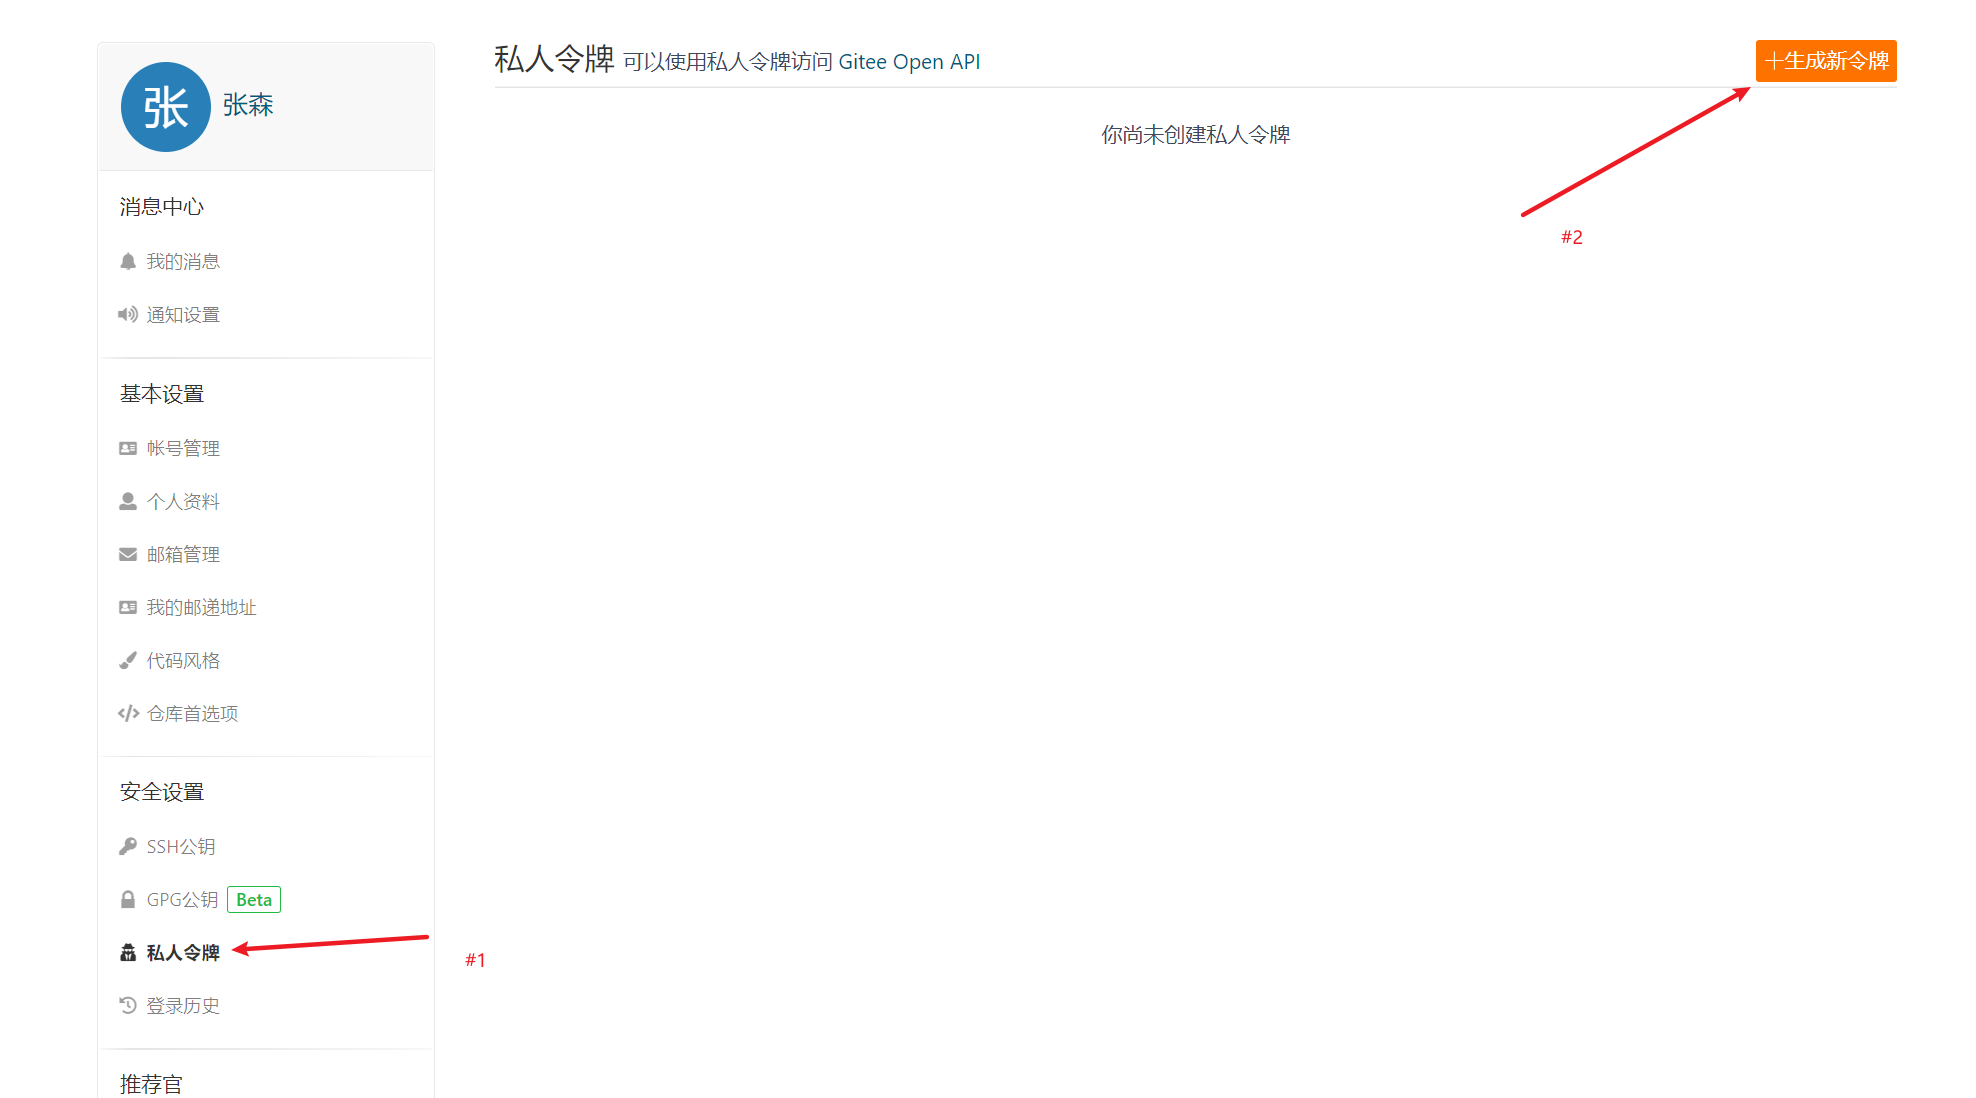 张
张森
消息中心
我的消息
通知设置
基本设置
帐号管理
个人资料
邮箱管理
我的邮递地址
代码风格
仓库首选项
安全设置
SSH公钥
GPG公钥 Beta
私人令牌
#1
登录历史
推荐官
私人令牌 可以使用私人令牌访问 Gitee Open API
+生成新令牌
你尚未创建私人令牌
#2